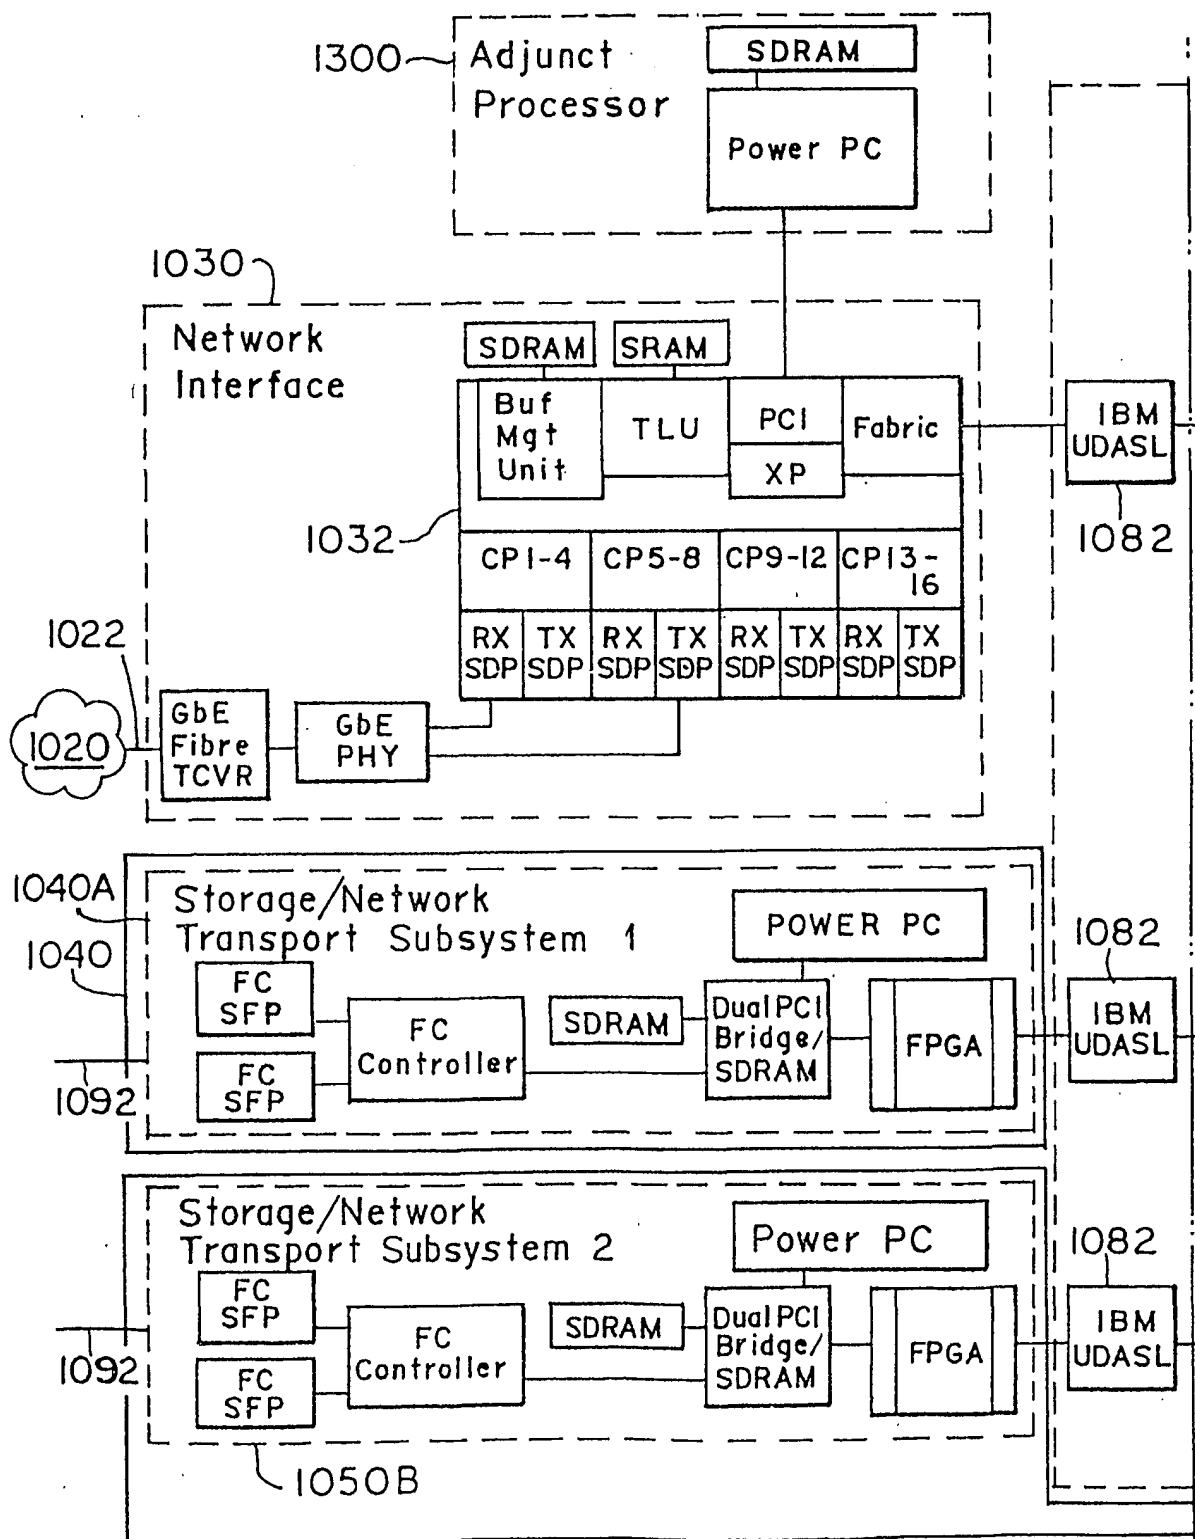 1300
Adjunct
Processor
SDRAM
Power PC
1030
Network
Interface
SDRAM
SRAM
Buf
Mgt
Unit
TLU
PCI
XP
Fabric
IBM
UDASL
1082
1032
CP1-4
CP5-8
CP9-12
CP13-
16
RX
SDP
TX
SDP
RX
SDP
TX
SDP
RX
SDP
TX
SDP
RX
SDP
TX
SDP
1022
1020
GbE
Fibre
TCVR
GbE
PHY
1040A
1040
Storage/Network
Transport Subsystem 1
POWER PC
FC
SFP
FC
SFP
FC
Controller
SDRAM
Dual PCI
Bridge/
SDRAM
FPGA
1082
IBM
UDASL
1092
Storage/Network
Transport Subsystem 2
Power PC
FC
SFP
FC
SFP
FC
Controller
SDRAM
Dual PCI
Bridge/
SDRAM
FPGA
1082
IBM
UDASL
1092
1050B